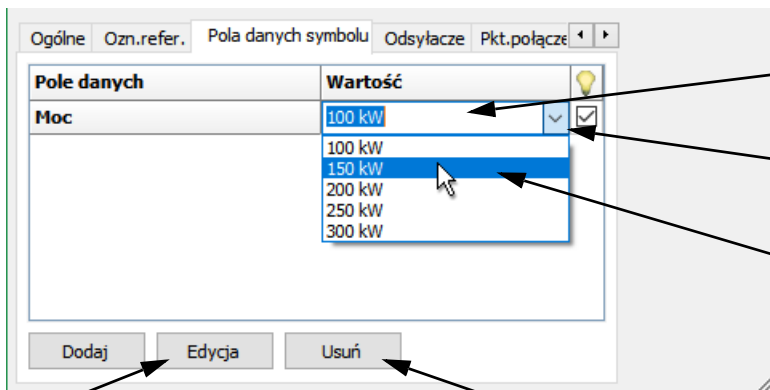 Ogólne Ozn.refer. Pola danych symbolu Odsyłacze Pkt.połącze
Pole danych Wartość
Moc 100 kW
100 kW
150 kW
200 kW
250 kW
300 kW
Dodaj Edycja Usuń